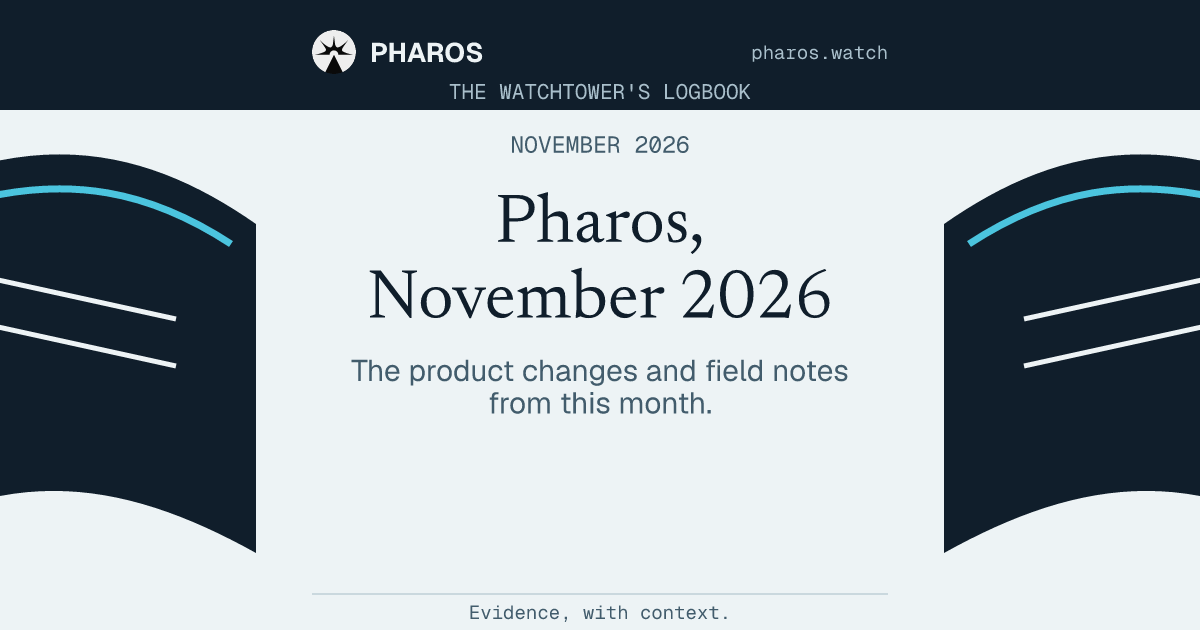 PHAROS
pharos.watch
THE WATCHTOWER'S LOGBOOK
NOVEMBER 2026
Pharos,
November 2026
The product changes and field notes
from this month.
Evidence, with context.